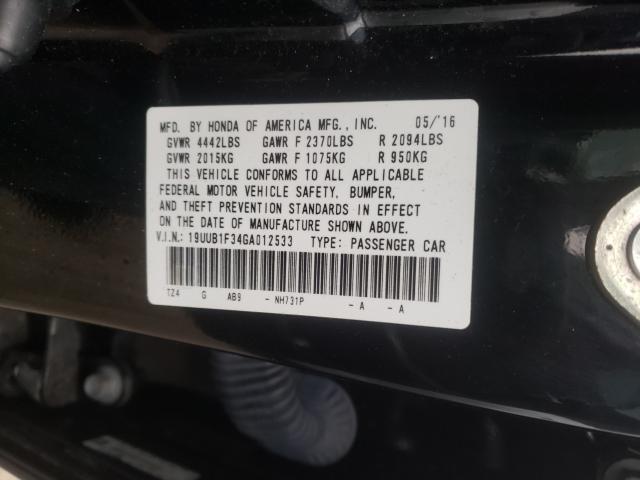 MFD. BY HONDA OF AMERICA MFG., INC. 05/'16
GVWR 4442LBS GAWR F 2370LBS R 2094LBS
GVWR 2015KG GAWR F 1075KG R 950KG
THIS VEHICLE CONFORMS TO ALL APPLICABLE
FEDERAL MOTOR VEHICLE SAFETY, BUMPER,
AND THEFT PREVENTION STANDARDS IN EFFECT
ON THE DATE OF MANUFACTURE SHOWN ABOVE.
V.I.N.: 19UUB1F34GA012533 TYPE: PASSENGER CAR
TZ4 G AB9 - NH731P - A - A